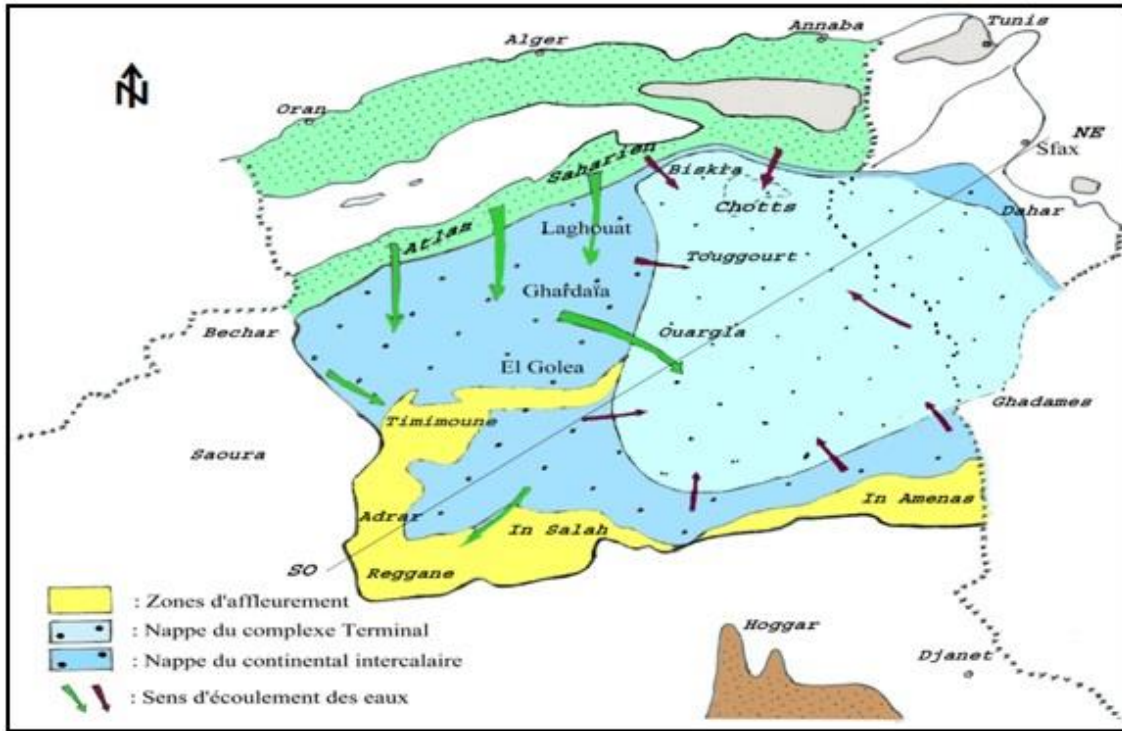 N
Tunis
Annaba
Alger
Oran
NE
Sfax
Saharien
Biskra
Chotts
Dahar
Atlas
Laghouat
Touggourt
Ghardaïa
Bechar
Ouargla
El Golea
Ghadames
Timimoune
Saoura
In Amenas
Adrar
In Salah
SO
Reggane
: Zones d'affleurement
: Nappe du complexe Terminal
: Nappe du continental intercalaire
: Sens d'écoulement des eaux
Hoggar
Djanet